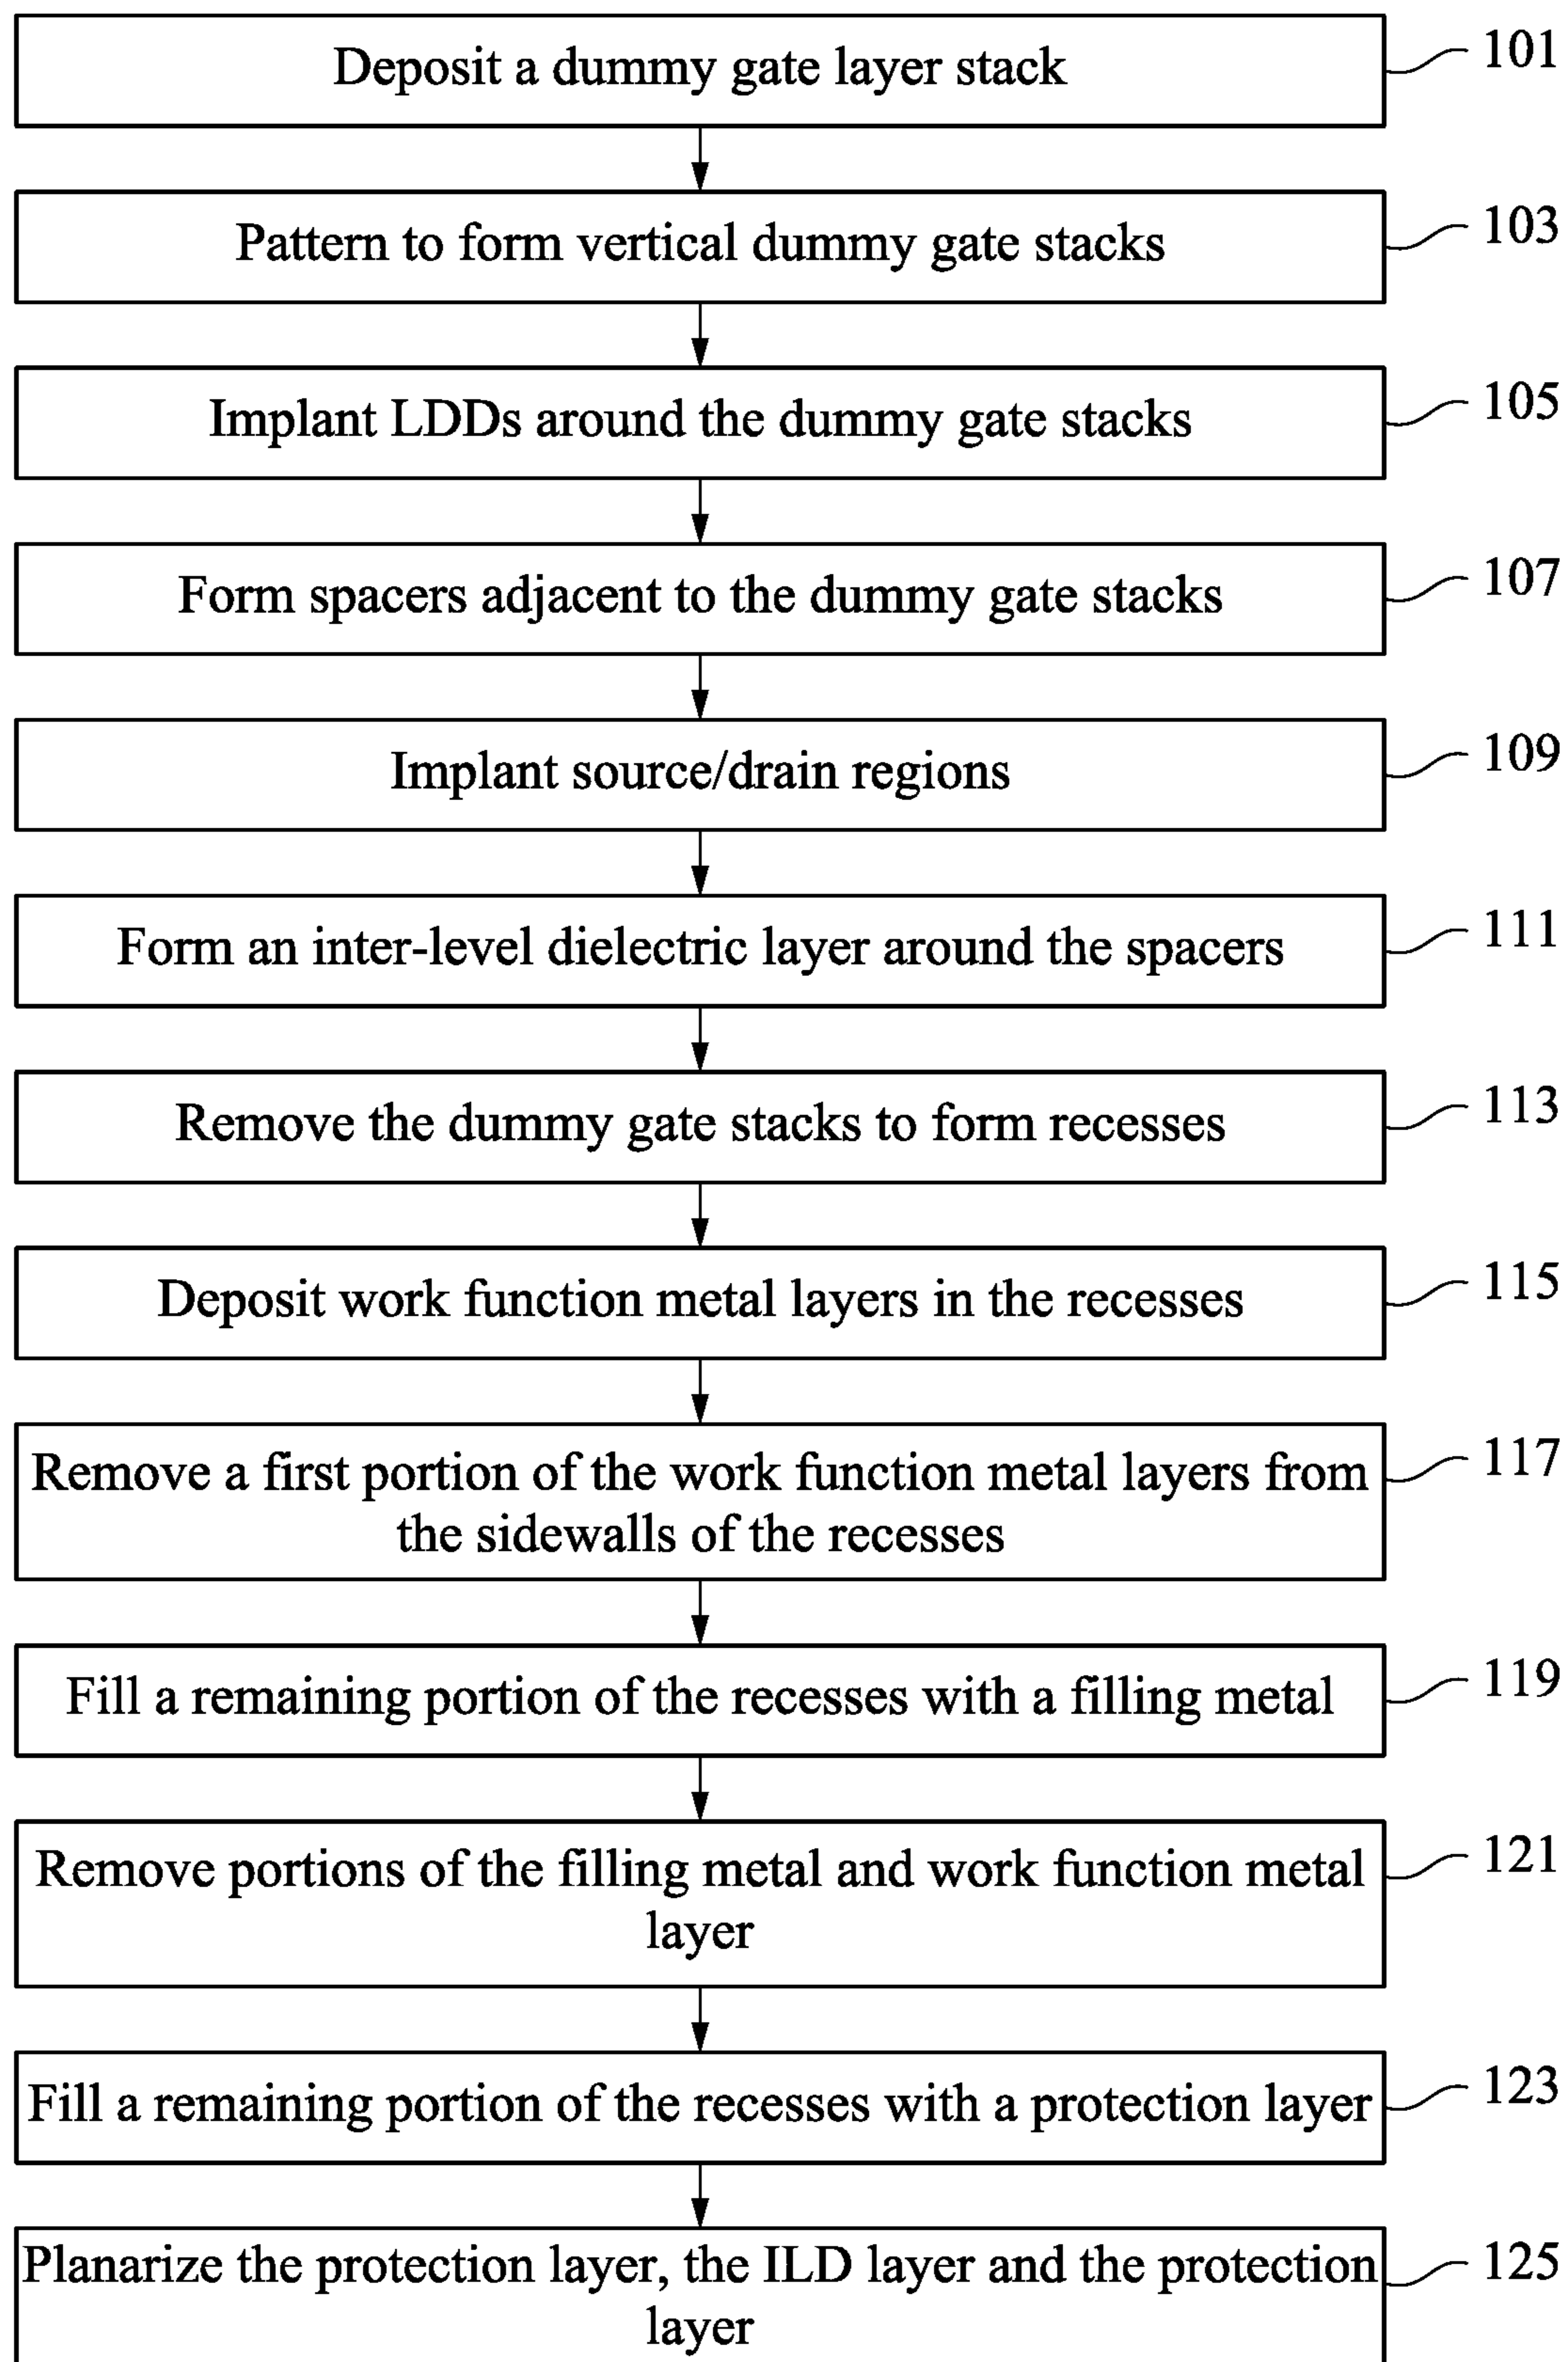 Deposit a dummy gate layer stack
101
Pattern to form vertical dummy gate stacks
103
Implant LDDs around the dummy gate stacks
105
Form spacers adjacent to the dummy gate stacks
107
Implant source/drain regions
109
Form an inter-level dielectric layer around the spacers
111
Remove the dummy gate stacks to form recesses
113
Deposit work function metal layers in the recesses
115
Remove a first portion of the work function metal layers from
the sidewalls of the recesses
117
Fill a remaining portion of the recesses with a filling metal
119
Remove portions of the filling metal and work function metal
layer
121
Fill a remaining portion of the recesses with a protection layer
123
Planarize the protection layer, the ILD layer and the protection
layer
125